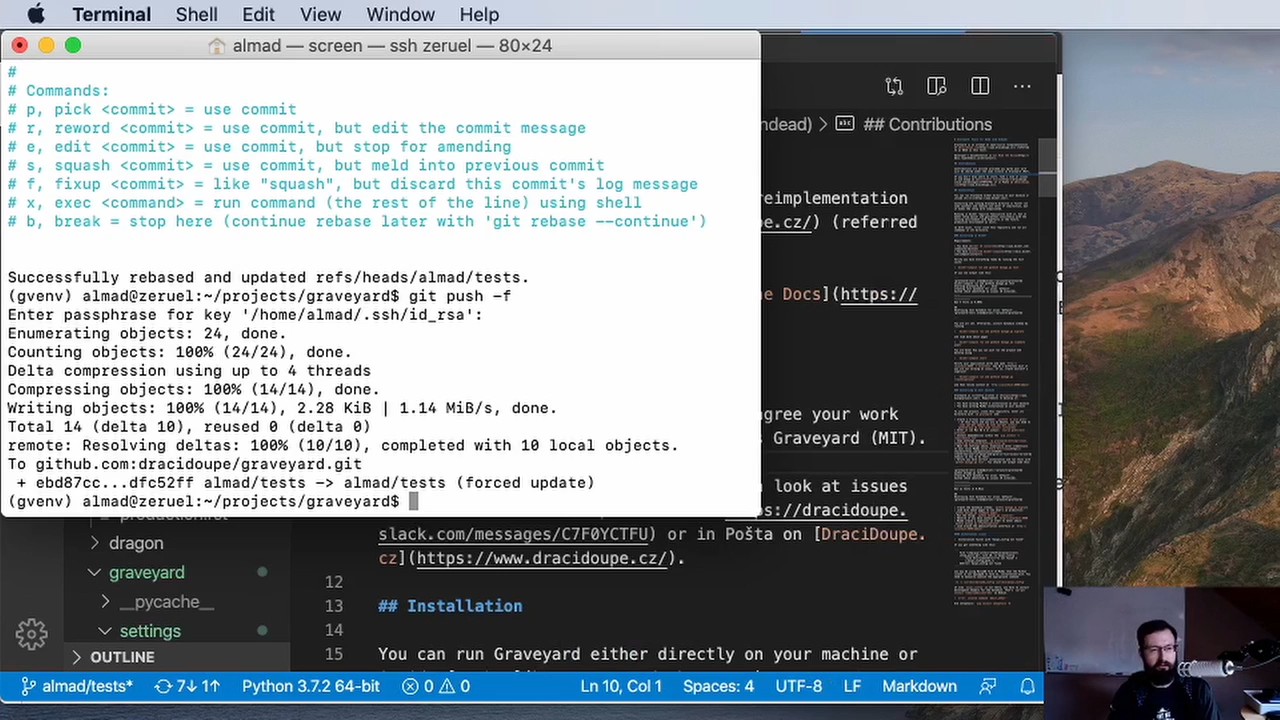 Terminal Shell Edit View Window Help
almad — screen — ssh zeruel — 80×24
#
# Commands:
# p, pick <commit> = use commit
# r, reword <commit> = use commit, but edit the commit message
# e, edit <commit> = use commit, but stop for amending
# s, squash <commit> = use commit, but meld into previous commit
# f, fixup <commit> = like "squash", but discard this commit's log message
# x, exec <command> = run command (the rest of the line) using shell
# b, break = stop here (continue rebase later with 'git rebase --continue')
Successfully rebased and updated refs/heads/almad/tests.
(gvenv) almad@zeruel:~/projects/graveyard$ git push -f
Enter passphrase for key '/home/almad/.ssh/id_rsa':
Enumerating objects: 24, done.
Counting objects: 100% (24/24), done.
Delta compression using up to 4 threads
Compressing objects: 100% (14/14), done.
Writing objects: 100% (14/14), 2.28 KiB | 1.14 MiB/s, done.
Total 14 (delta 10), reused 0 (delta 0)
remote: Resolving deltas: 100% (10/10), completed with 10 local objects.
To github.com:dracidoupe/graveyard.git
+ ebd87cc...dfc52ff almad/tests -> almad/tests (forced update)
(gvenv) almad@zeruel:~/projects/graveyard$
ndead) > ## Contributions
reimplementation
e.cz/) (referred
e Docs](https://
agree your work
s Graveyard (MIT).
look at issues
s://dracidoupe.
slack.com/messages/C7F0YCTFU) or in Pošta on [DraciDoupe.
cz](https://www.dracidoupe.cz/).
12
13 ## Installation
14
15 You can run Graveyard either directly on your machine or
dragon
graveyard
__pycache__
settings
OUTLINE
almad/tests* 7↓ 1↑ Python 3.7.2 64-bit 0 0 Ln 10, Col 1 Spaces: 4 UTF-8 LF Markdown